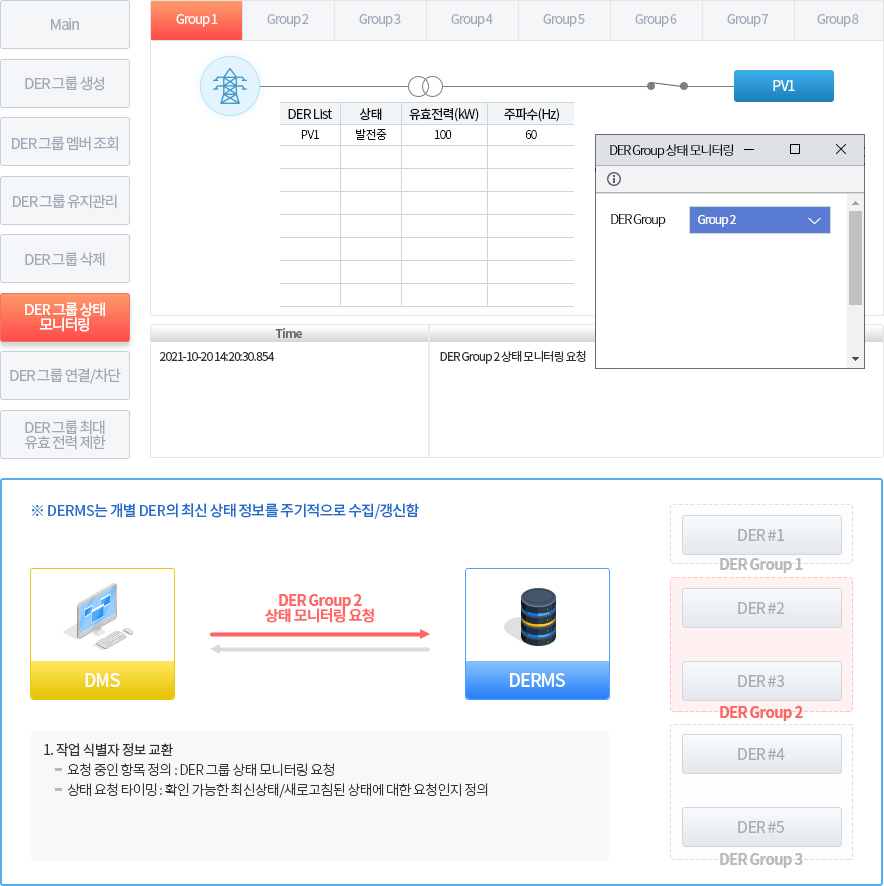 Main
DER 그룹 생성
DER 그룹 멤버 조회
DER 그룹 유지관리
DER 그룹 삭제
DER 그룹 상태
모니터링
DER 그룹 연결/차단
DER 그룹 최대
유효 전력 제한
Group 1 Group 2 Group 3 Group 4 Group 5 Group 6 Group 7 Group 8
PV1
DER List 상태 유효전력(kW) 주파수(Hz)
PV1 발전중 100 60
DER Group 상태 모니터링
DER Group Group 2
Time
2021-10-20 14:20:30.854 DER Group 2 상태 모니터링 요청
※ DERMS는 개별 DER의 최신 상태 정보를 주기적으로 수집/갱신함
DMS
DER Group 2
상태 모니터링 요청
DERMS
1. 작업 식별자 정보 교환
– 요청 중인 항목 정의 : DER 그룹 상태 모니터링 요청
– 상태 요청 타이밍 : 확인 가능한 최신상태/새로고침된 상태에 대한 요청인지 정의
DER #1
DER Group 1
DER #2
DER #3
DER Group 2
DER #4
DER #5
DER Group 3